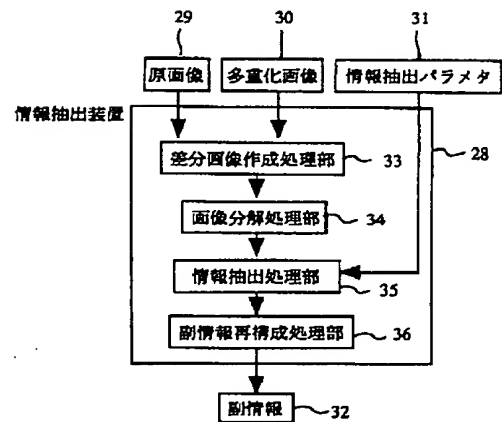 29 30 31
原画像 多重化画像 情報抽出パラメタ
情報抽出装置
28
差分画像作成処理部 33
画像分解処理部 34
情報抽出処理部
35
副情報再構成処理部 36
副情報 32